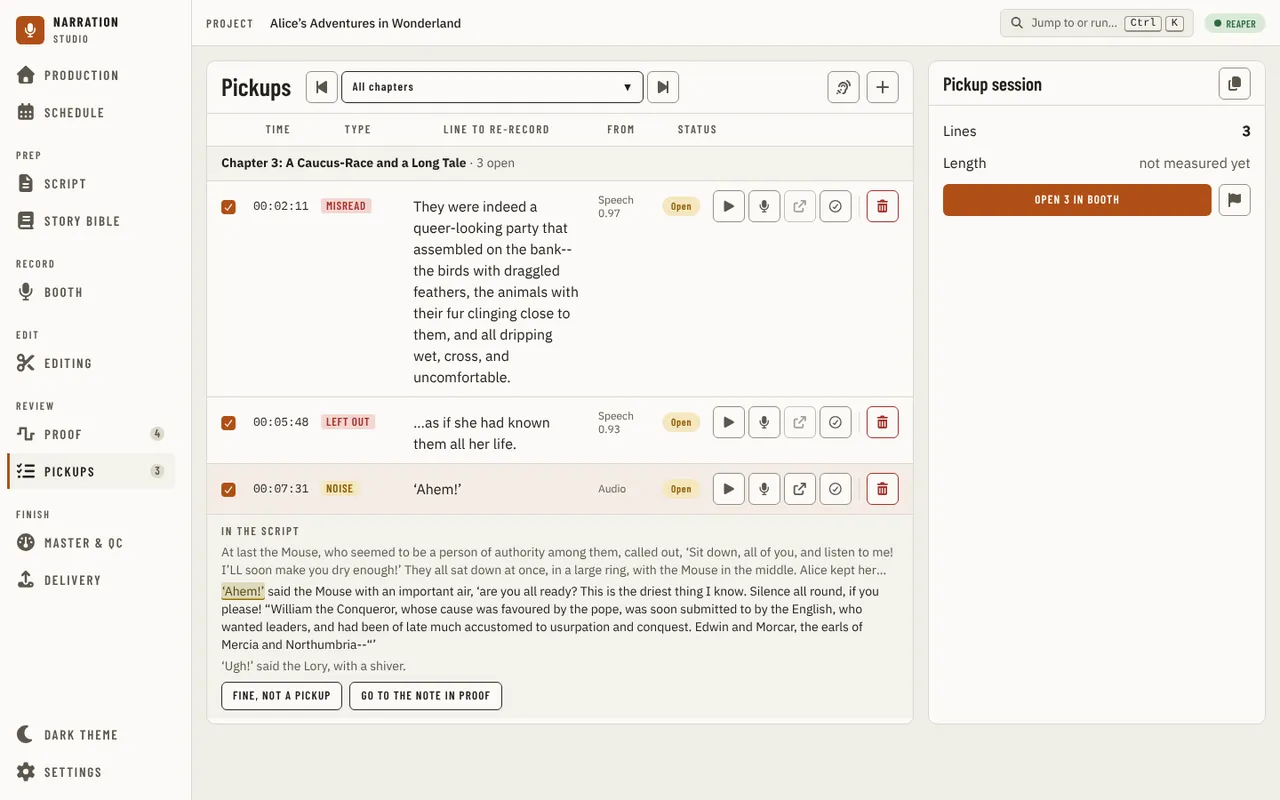 NARRATION
STUDIO
PRODUCTION
SCHEDULE
PREP
SCRIPT
STORY BIBLE
RECORD
BOOTH
EDIT
EDITING
REVIEW
PROOF 4
PICKUPS 3
FINISH
MASTER & QC
DELIVERY
DARK THEME
SETTINGS
PROJECT Alice’s Adventures in Wonderland
Jump to or run... Ctrl K
REAPER
Pickups
All chapters
TIME TYPE LINE TO RE-RECORD FROM STATUS
Chapter 3: A Caucus-Race and a Long Tale · 3 open
00:02:11 MISREAD
They were indeed a
queer-looking party that
assembled on the bank--
the birds with draggled
feathers, the animals with
their fur clinging close to
them, and all dripping
wet, cross, and
uncomfortable.
Speech
0.97
Open
00:05:48 LEFT OUT
...as if she had known
them all her life.
Speech
0.93
Open
00:07:31 NOISE ‘Ahem!’ Audio Open
IN THE SCRIPT
At last the Mouse, who seemed to be a person of authority among them, called out, ‘Sit down, all of you, and listen to me!
I’LL soon make you dry enough!’ They all sat down at once, in a large ring, with the Mouse in the middle. Alice kept her...
‘Ahem!’ said the Mouse with an important air, ‘are you all ready? This is the driest thing I know. Silence all round, if you
please! “William the Conqueror, whose cause was favoured by the pope, was soon submitted to by the English, who
wanted leaders, and had been of late much accustomed to usurpation and conquest. Edwin and Morcar, the earls of
Mercia and Northumbria--“’
‘Ugh!’ said the Lory, with a shiver.
FINE, NOT A PICKUP
GO TO THE NOTE IN PROOF
Pickup session
Lines 3
Length not measured yet
OPEN 3 IN BOOTH